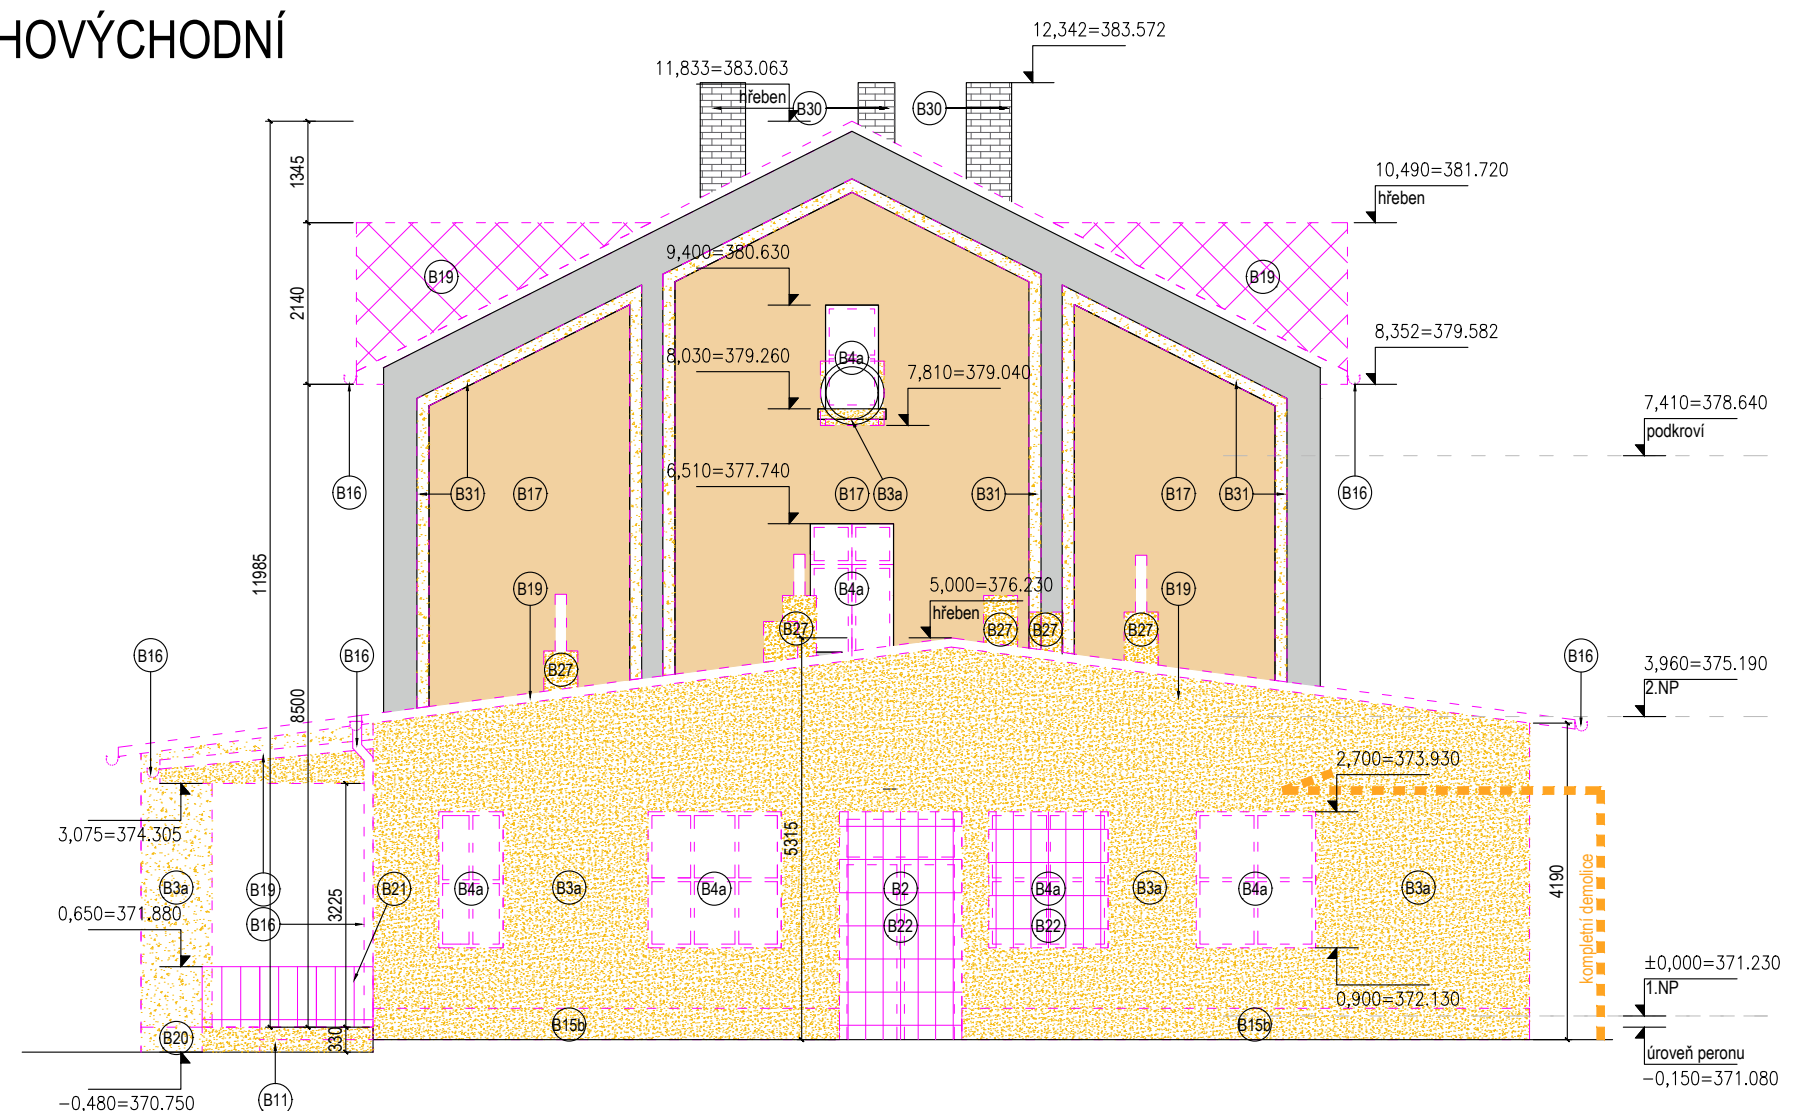 HOVÝCHODNÍ
12,342=383.572
11,833=383.063
hřeben
B30
B30
1345
10,490=381.720
hřeben
9,400=380.630
B19
B19
2140
8,352=379.582
8,030=379.260
B4a
7,810=379.040
7,410=378.640
podkroví
6,510=377.740
B16
B31
B17
B17
B3a
B31
B17
B31
B16
11985
B19
B4a
5,000=376.230
hřeben
B19
B27
B27
B27
B27
B27
B16
B16
B16
3,960=375.190
2.NP
8500
2,700=373.930
3,075=374.305
5315
B3a
B19
B21
B4a
B3a
B4a
B2
B4a
B3a
B4a
B3a
4190
kompletní demolice
0,650=371.880
B16
3225
B22
B22
±0,000=371.230
1.NP
0,900=372.130
B20
330
B15b
B15b
úroveň peronu
-0,150=371.080
-0,480=370.750
B11